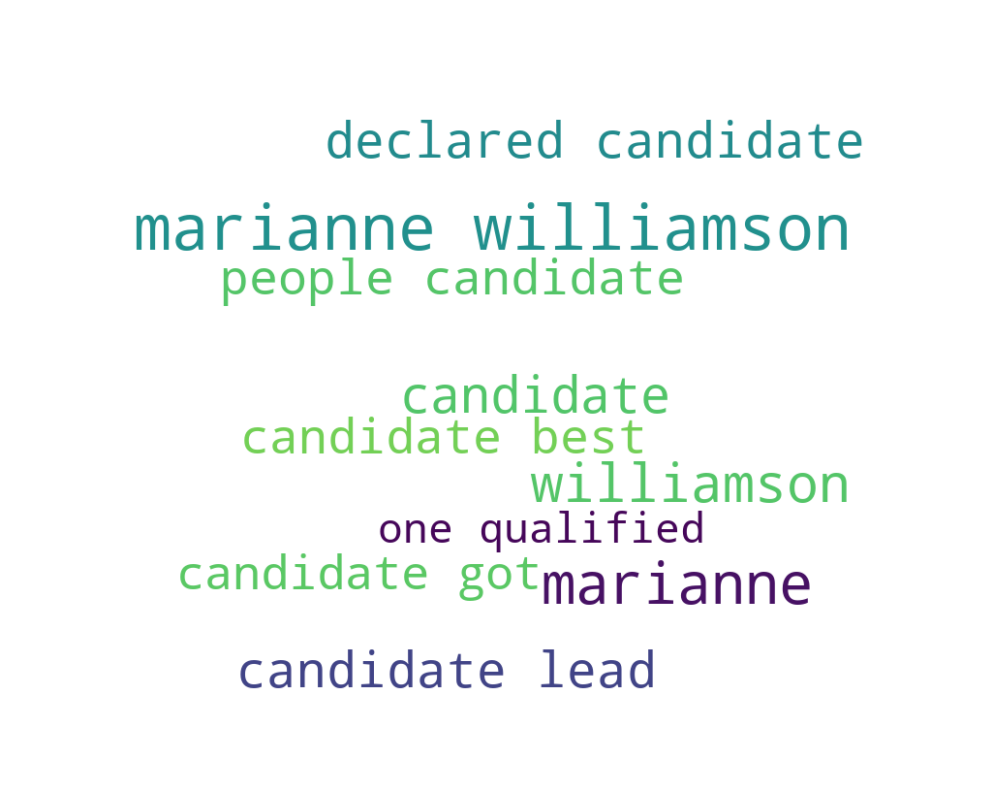 declared candidate
marianne williamson
people candidate
candidate
candidate best
williamson
one qualified
candidate got
marianne
candidate lead